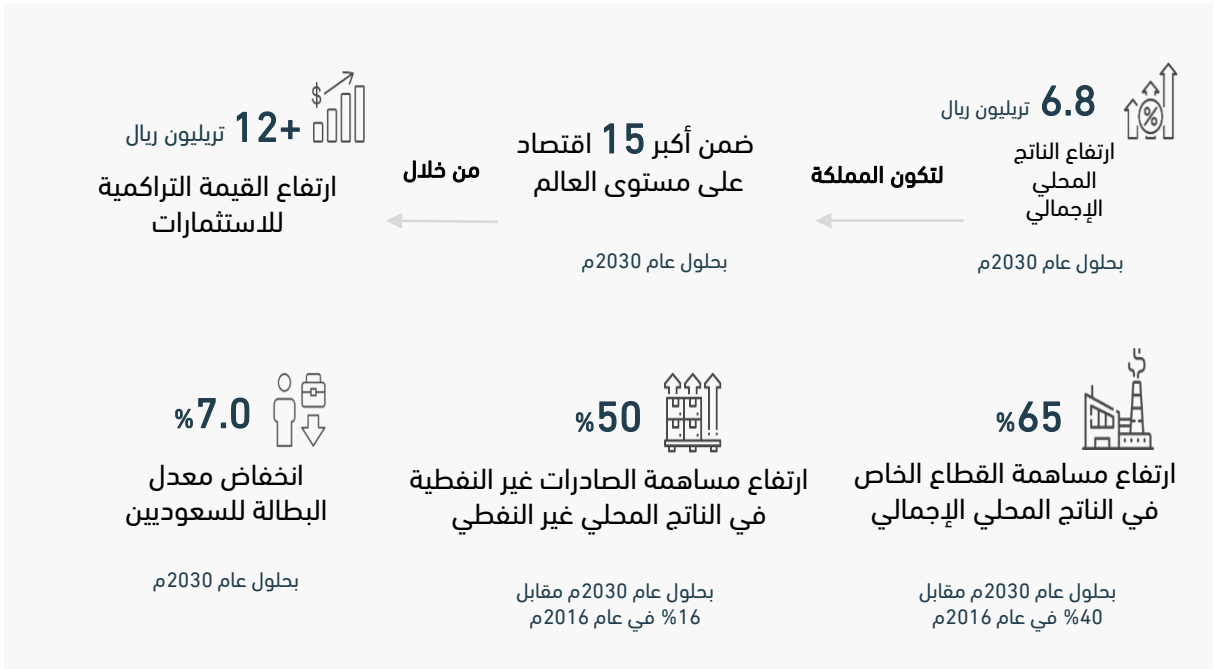 6.8 تريليون ريال
ارتفاع الناتج
المحلي
الإجمالي
بحلول عام 2030م
لتكون المملكة
ضمن أكبر 15 اقتصاد
على مستوى العالم
بحلول عام 2030م
من خلال
$
+12 تريليون ريال
ارتفاع القيمة التراكمية
للاستثمارات
%
%65
ارتفاع مساهمة القطاع الخاص
في الناتج المحلي الإجمالي
بحلول عام 2030م مقابل
%40 في عام 2016م
%50
ارتفاع مساهمة الصادرات غير النفطية
في الناتج المحلي غير النفطي
بحلول عام 2030م مقابل
%16 في عام 2016م
%7.0
انخفاض معدل
البطالة للسعوديين
بحلول عام 2030م